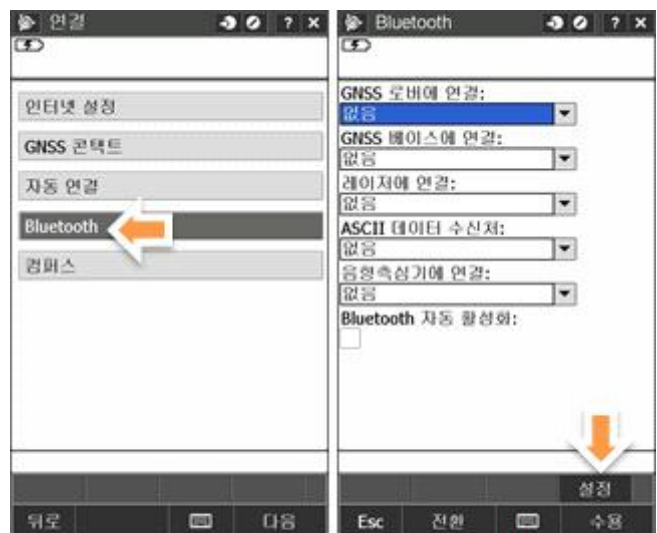 연결
? ×
인터넷 설정
GNSS 콘택트
자동 연결
Bluetooth
컴퍼스
뒤로
다음
Bluetooth
? ×
GNSS 로버에 연결:
없음
GNSS 베이스에 연결:
없음
레이저에 연결:
없음
ASCII 데이터 수신처:
없음
음향측심기에 연결:
없음
Bluetooth 자동 활성화:
설정
Esc 전환 수용